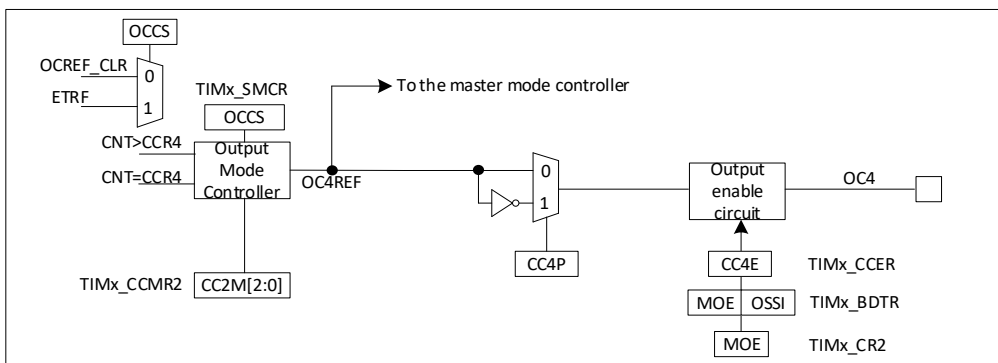 OCCS
OCREF_CLR
0
ETRF
1
TIMx_SMCR
OCCS
To the master mode controller
CNT>CCR4
CNT=CCR4
Output
Mode
Controller
OC4REF
0
1
CC4P
Output
enable
circuit
OC4
TIMx_CCMR2
CC2M[2:0]
CC4E
TIMx_CCER
MOE
OSSI
TIMx_BDTR
MOE
TIMx_CR2